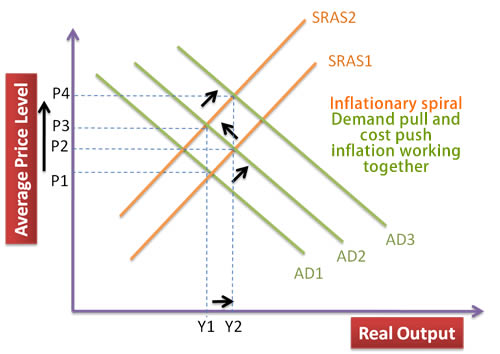 SRAS2
SRAS1
P4
P3
P2
P1
Average Price Level
Inflationary spiral
Demand pull and
cost push
inflation working
together
AD3
AD2
AD1
Y1
Y2
Real Output